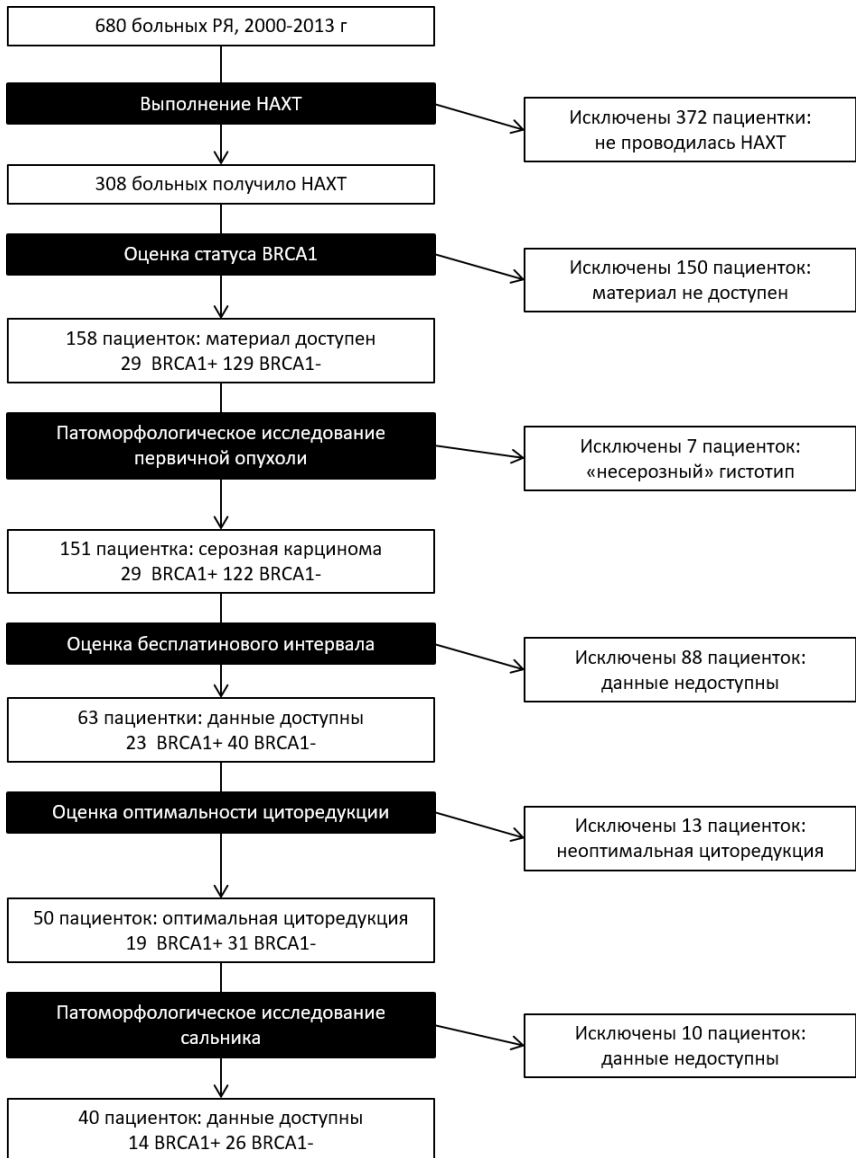 680 больных РЯ, 2000-2013 г
Выполнение НАХТ
Исключены 372 пациентки:
не проводилась НАХТ
308 больных получило НАХТ
Оценка статуса BRCA1
Исключены 150 пациенток:
материал не доступен
158 пациенток: материал доступен
29 BRCA1+ 129 BRCA1-
Патоморфологическое исследование
первичной опухоли
Исключены 7 пациенток:
«несерозный» гистотип
151 пациентка: серозная карцинома
29 BRCA1+ 122 BRCA1-
Оценка бесплатинового интервала
Исключены 88 пациенток:
данные недоступны
63 пациентки: данные доступны
23 BRCA1+ 40 BRCA1-
Оценка оптимальности циторедукции
Исключены 13 пациенток:
неоптимальная циторедукция
50 пациенток: оптимальная циторедукция
19 BRCA1+ 31 BRCA1-
Патоморфологическое исследование
сальника
Исключены 10 пациенток:
данные недоступны
40 пациенток: данные доступны
14 BRCA1+ 26 BRCA1-